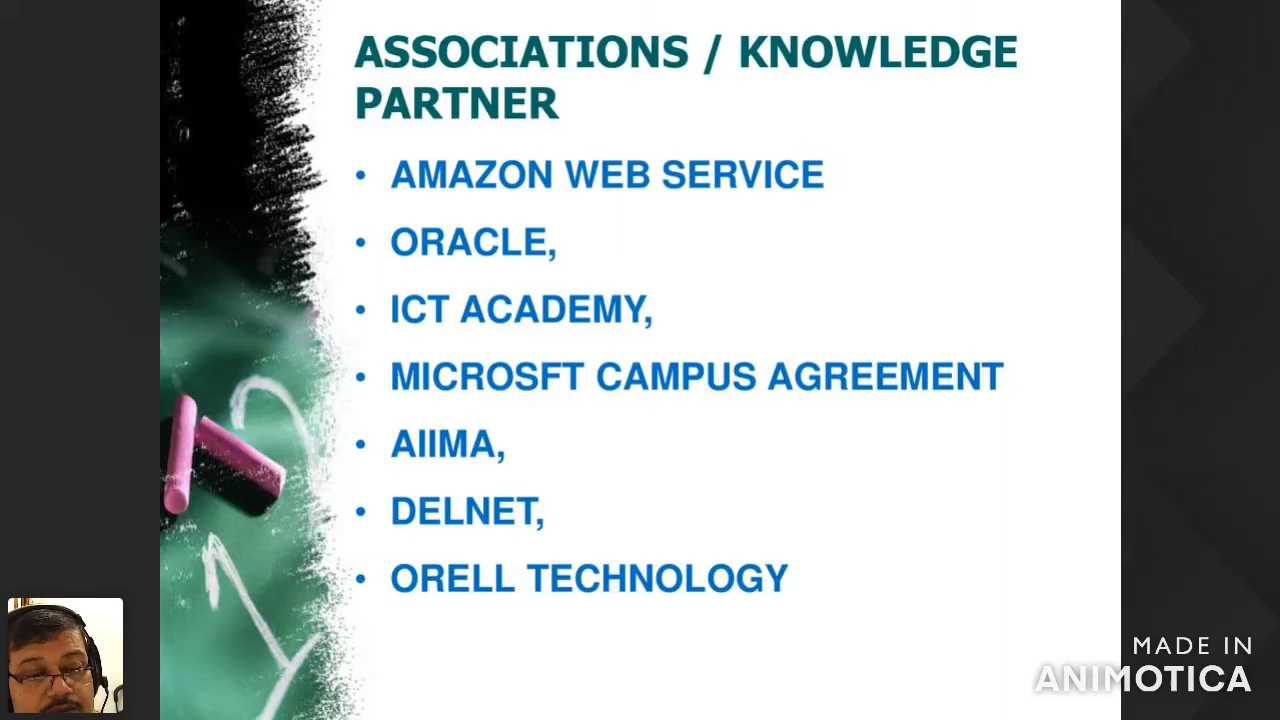 ASSOCIATIONS / KNOWLEDGE
PARTNER
• AMAZON WEB SERVICE
• ORACLE,
• ICT ACADEMY,
• MICROSFT CAMPUS AGREEMENT
• AIIMA,
• DELNET,
• ORELL TECHNOLOGY
MADE IN
ANIMOTICA